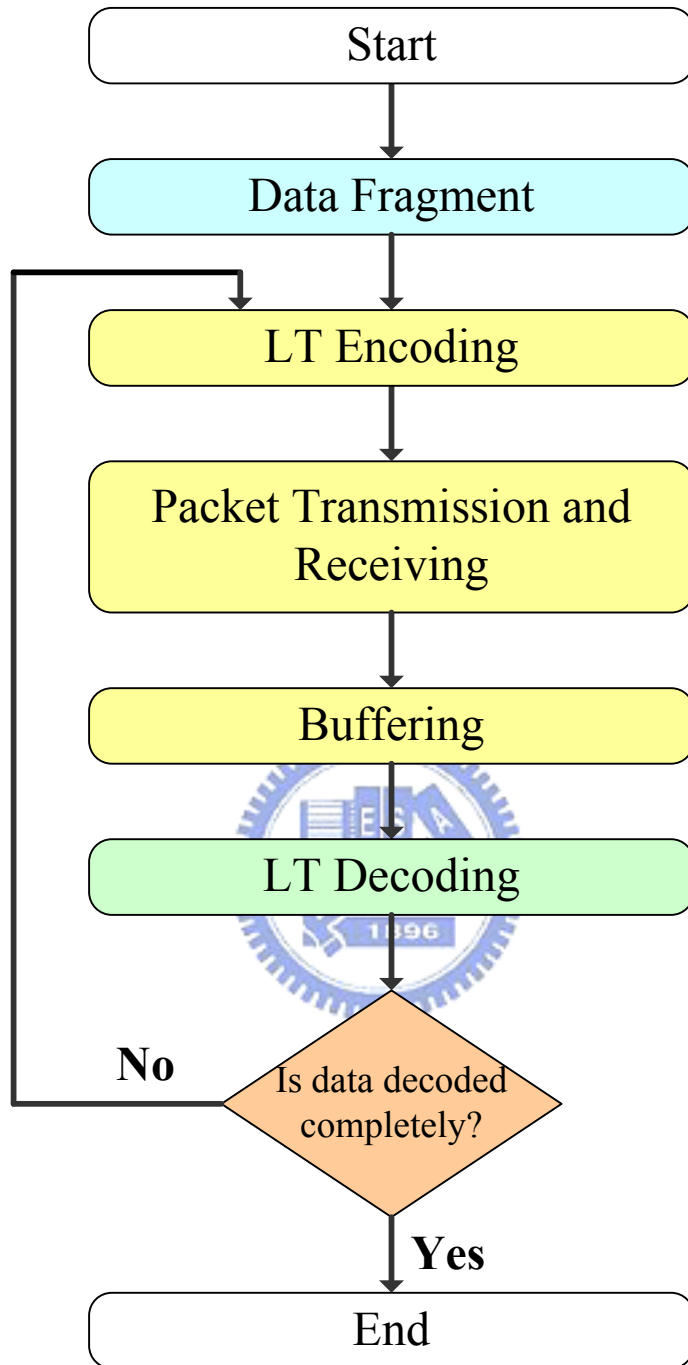 Start
Data Fragment
LT Encoding
Packet Transmission and
Receiving
Buffering
E S A
LT Decoding
1896
Is data decoded
completely?
No
Yes
End